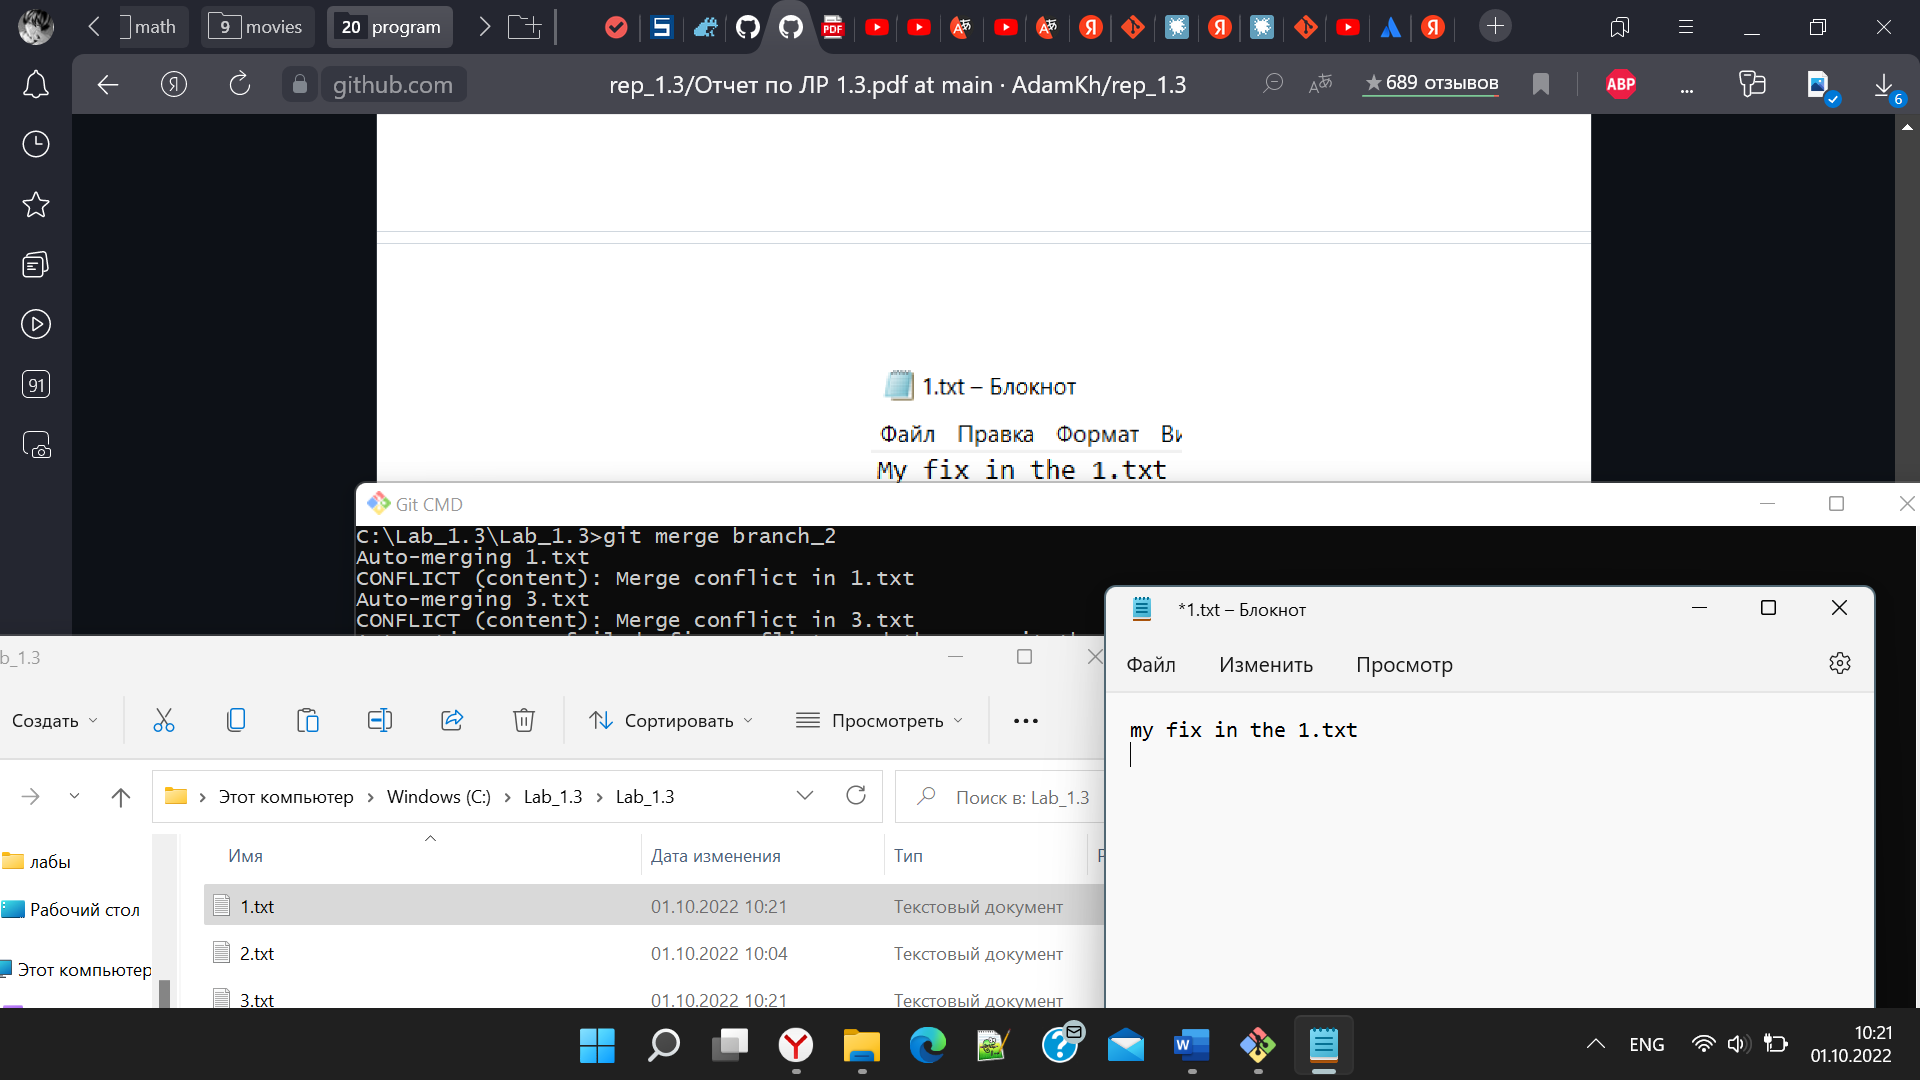 math
9 movies
20 program
github.com
rep_1.3/Отчет по ЛР 1.3.pdf at main · AdamKh/rep_1.3
★689 отзывов
ABP
...
6
91
1.txt – Блокнот
Файл Правка Формат Ви
My fix in the 1.txt
Git CMD
C:\Lab_1.3\Lab_1.3>git merge branch_2
Auto-merging 1.txt
CONFLICT (content): Merge conflict in 1.txt
Auto-merging 3.txt
CONFLICT (content): Merge conflict in 3.txt
*1.txt – Блокнот
Файл Изменить Просмотр
my fix in the 1.txt
b_1.3
Создать Сортировать Просмотреть
Этот компьютер > Windows (C:) > Lab_1.3 > Lab_1.3
Поиск в: Lab_1.3
лабы
Рабочий стол
Этот компьютер
Имя Дата изменения Тип
1.txt 01.10.2022 10:21 Текстовый документ
2.txt 01.10.2022 10:04 Текстовый документ
3.txt 01.10.2022 10:21 Текстовый документ
ENG
10:21
01.10.2022